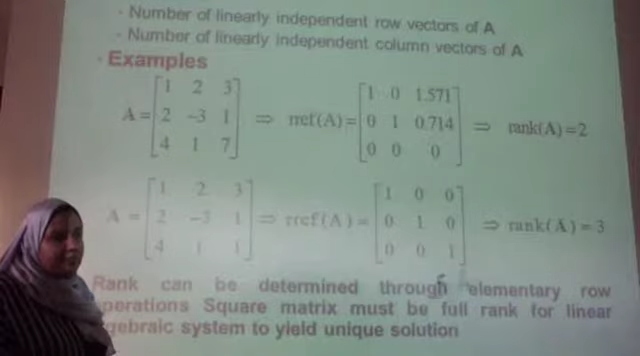 · Number of linearly independent row vectors of A
· Number of linearly independent column vectors of A
· Examples
A = [1 2 3; 2 -3 1; 4 1 7] ⇒ rref(A) = [1 0 1.571; 0 1 0.714; 0 0 0] ⇒ rank(A)=2
A = [1 2 3; 2 -3 1; 4 1 1] ⇒ rref(A) = [1 0 0; 0 1 0; 0 0 1] ⇒ rank(A)=3
Rank can be determined through elementary row
operations Square matrix must be full rank for linear
gebraic system to yield unique solution